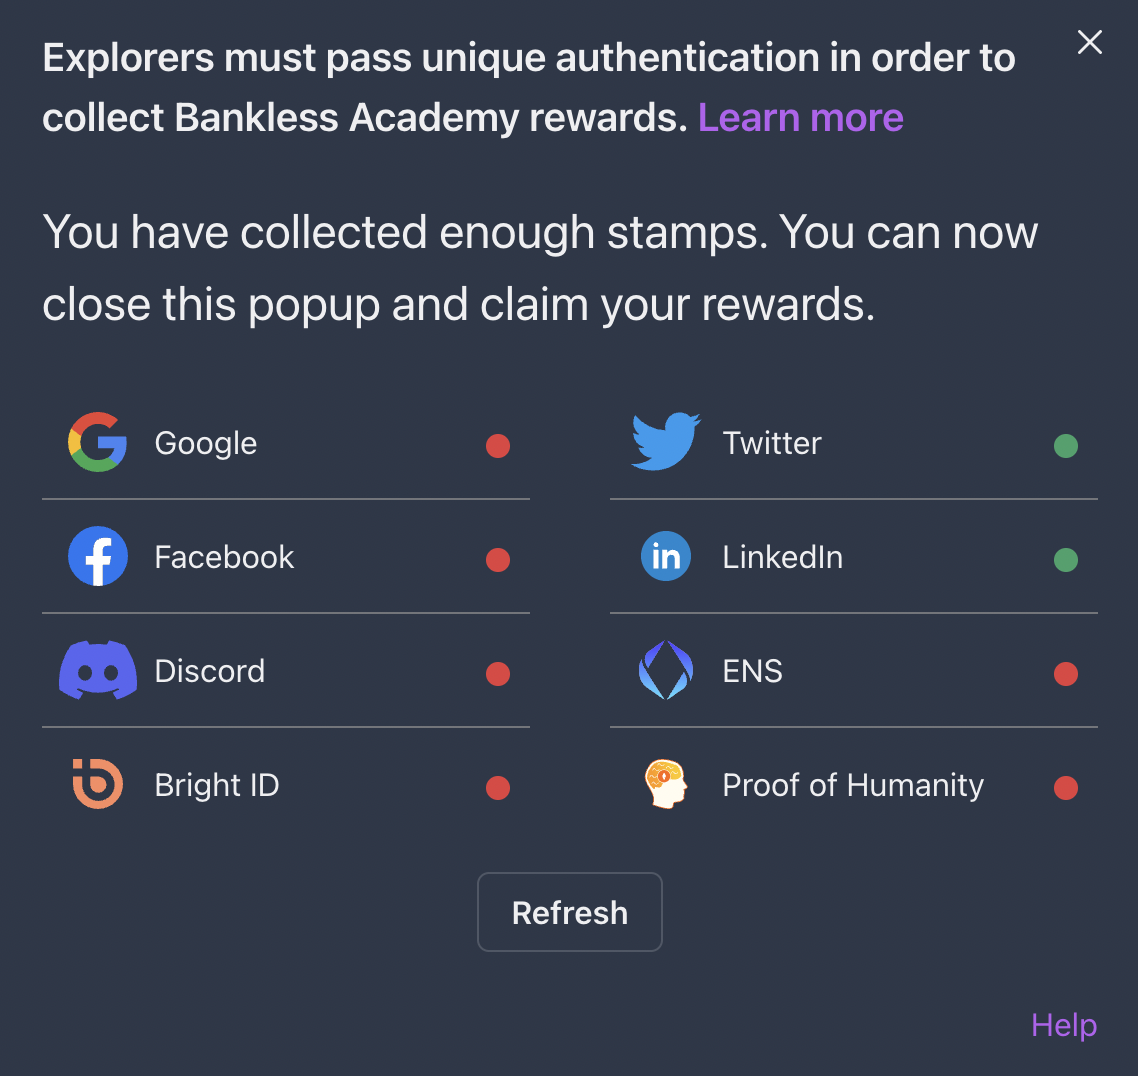 Explorers must pass unique authentication in order to
collect Bankless Academy rewards. Learn more
You have collected enough stamps. You can now
close this popup and claim your rewards.
Google
Twitter
Facebook
in LinkedIn
Discord
ENS
Bright ID
Proof of Humanity
Refresh
Help